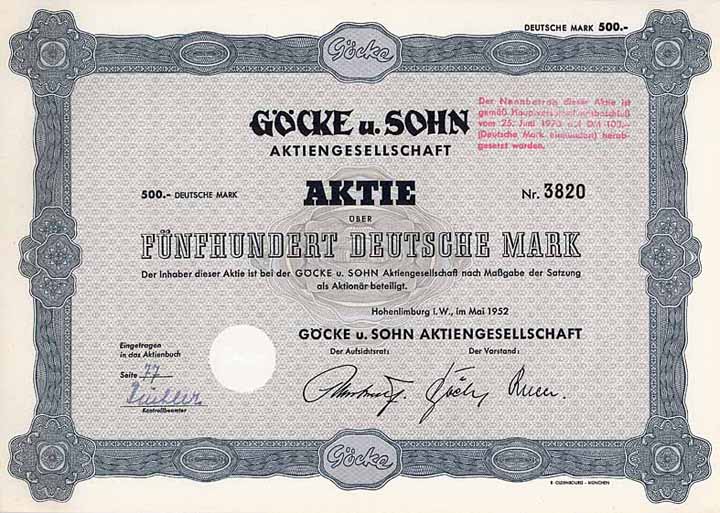 Göcke
DEUTSCHE MARK 500.-
GÖCKE u. SOHN
AKTIENGESELLSCHAFT
Der Nennbetrag dieser Aktie ist
gemäß Hauptversammlungsbeschluß
vom 25. Juni 1970 auf DM 100,-
(Deutsche Mark einhundert) herab-
gesetzt worden.
500.- DEUTSCHE MARK
AKTIE
Nr. 3820
ÜBER
FÜNFHUNDERT DEUTSCHE MARK
Der Inhaber dieser Aktie ist bei der GÖCKE u. SOHN Aktiengesellschaft nach Maßgabe der Satzung
als Aktionär beteiligt.
Hohenlimburg i.W., im Mai 1952
GÖCKE u. SOHN AKTIENGESELLSCHAFT
Der Aufsichtsrat:
Der Vorstand:
Eingetragen
in das Aktienbuch
Seite 77
Kontrollbeamter
Göcke
R. OLDENBOURG - MÜNCHEN